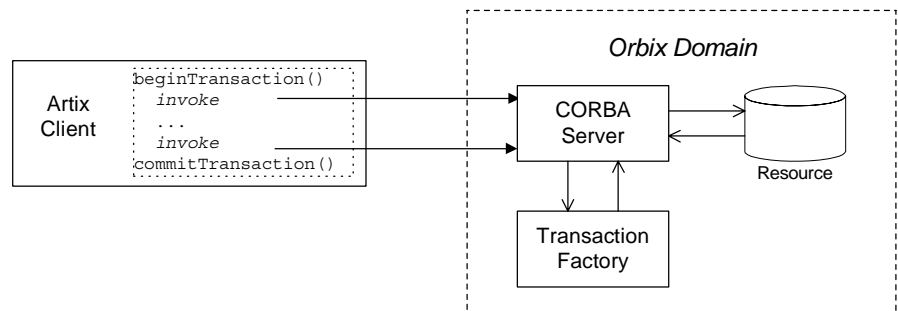 Orbix Domain
Artix
Client
beginTransaction()
invoke
...
invoke
commitTransaction()
CORBA
Server
Resource
Transaction
Factory